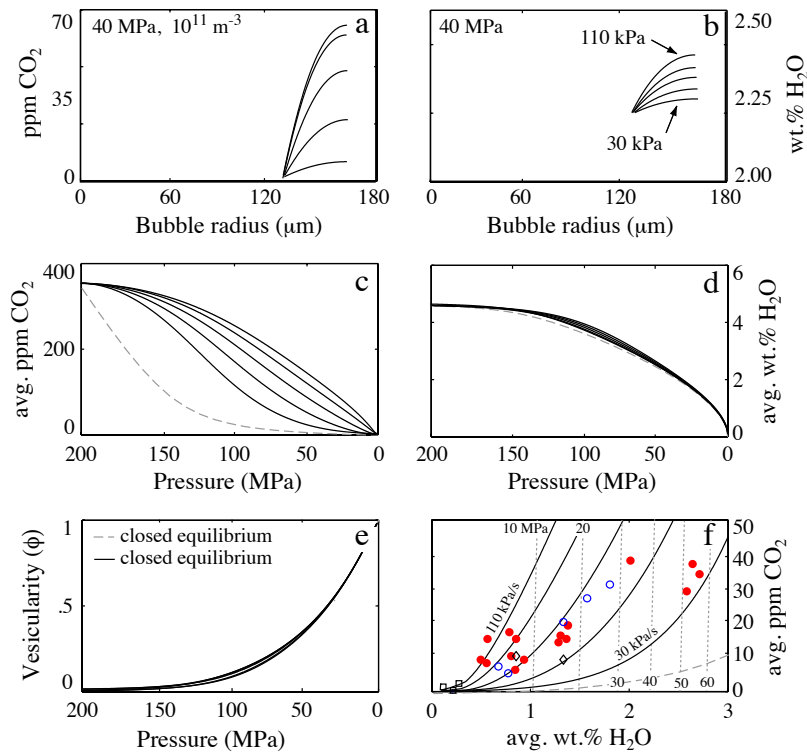 70
40 MPa, 10¹¹ m⁻³
a
35
0
ppm CO₂
0
60
120
180
Bubble radius (μm)
40 MPa
b
2.50
110 kPa
2.25
30 kPa
2.00
wt.% H₂O
0
60
120
180
Bubble radius (μm)
400
c
200
0
avg. ppm CO₂
200
150
100
50
0
Pressure (MPa)
d
6
4
2
0
avg. wt.% H₂O
200
150
100
50
0
Pressure (MPa)
1
e
closed equilibrium
closed equilibrium
.5
0
Vesicularity (ϕ)
200
150
100
50
0
Pressure (MPa)
10 MPa
20
f
50
40
30
20
10
0
110 kPa/s
30 kPa/s
30
40
50
60
avg. ppm CO₂
0
1
2
3
avg. wt.% H₂O